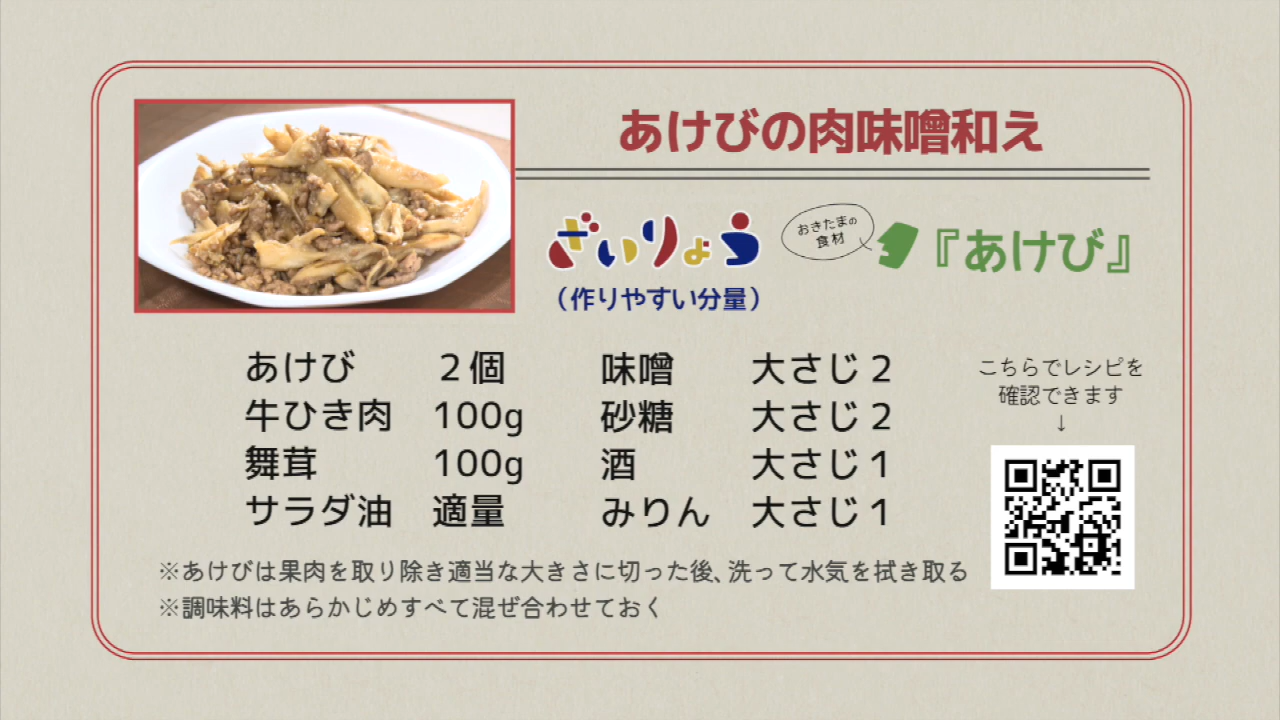 あけびの肉味噌和え
ざいりょう
（作りやすい分量）
おきたまの
食材
『あけび』
あけび　２個
牛ひき肉　100g
舞茸　100g
サラダ油　適量
味噌　大さじ２
砂糖　大さじ２
酒　大さじ１
みりん　大さじ１
こちらでレシピを
確認できます
↓
※あけびは果肉を取り除き適当な大きさに切った後、洗って水気を拭き取る
※調味料はあらかじめすべて混ぜ合わせておく